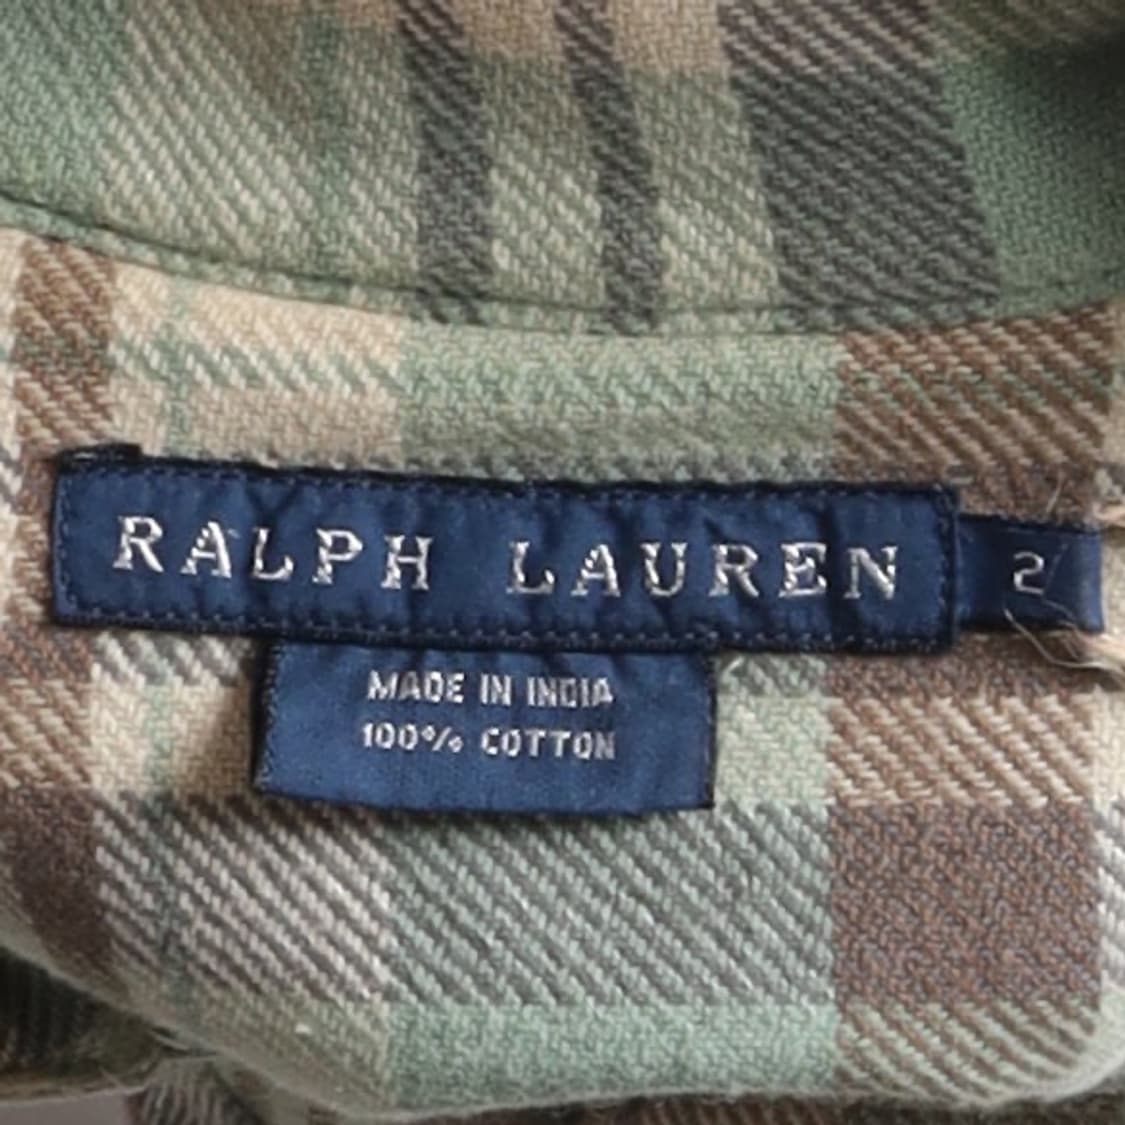 RALPH LAUREN
2
MADE IN INDIA
100% COTTON